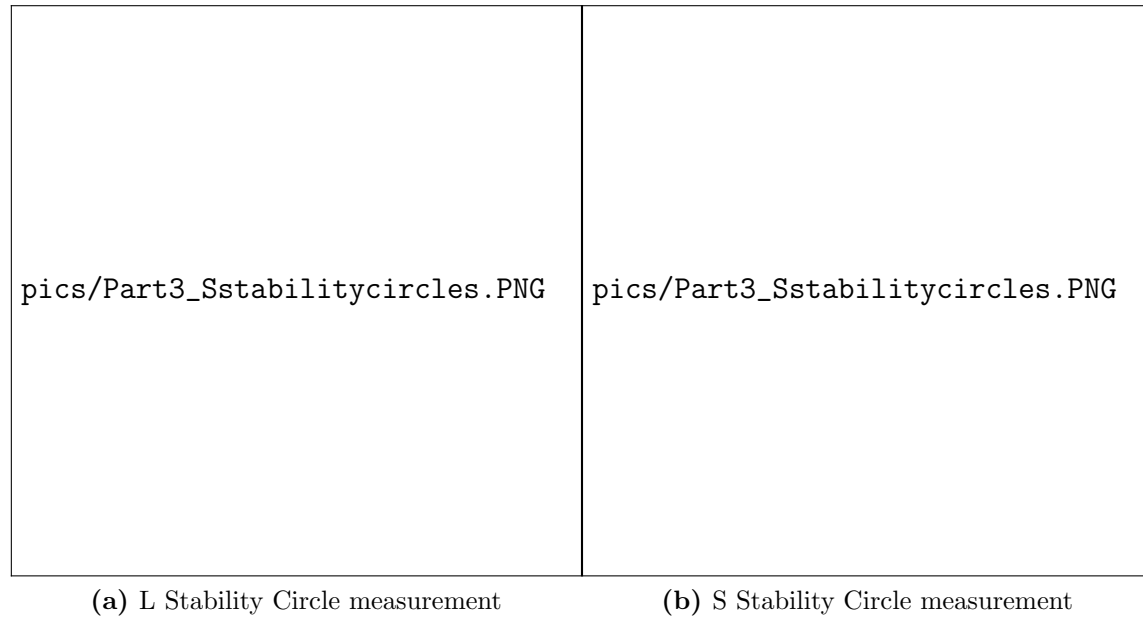 pics/Part3_Sstabilitycircles.PNG
pics/Part3_Sstabilitycircles.PNG
(a) L Stability Circle measurement
(b) S Stability Circle measurement